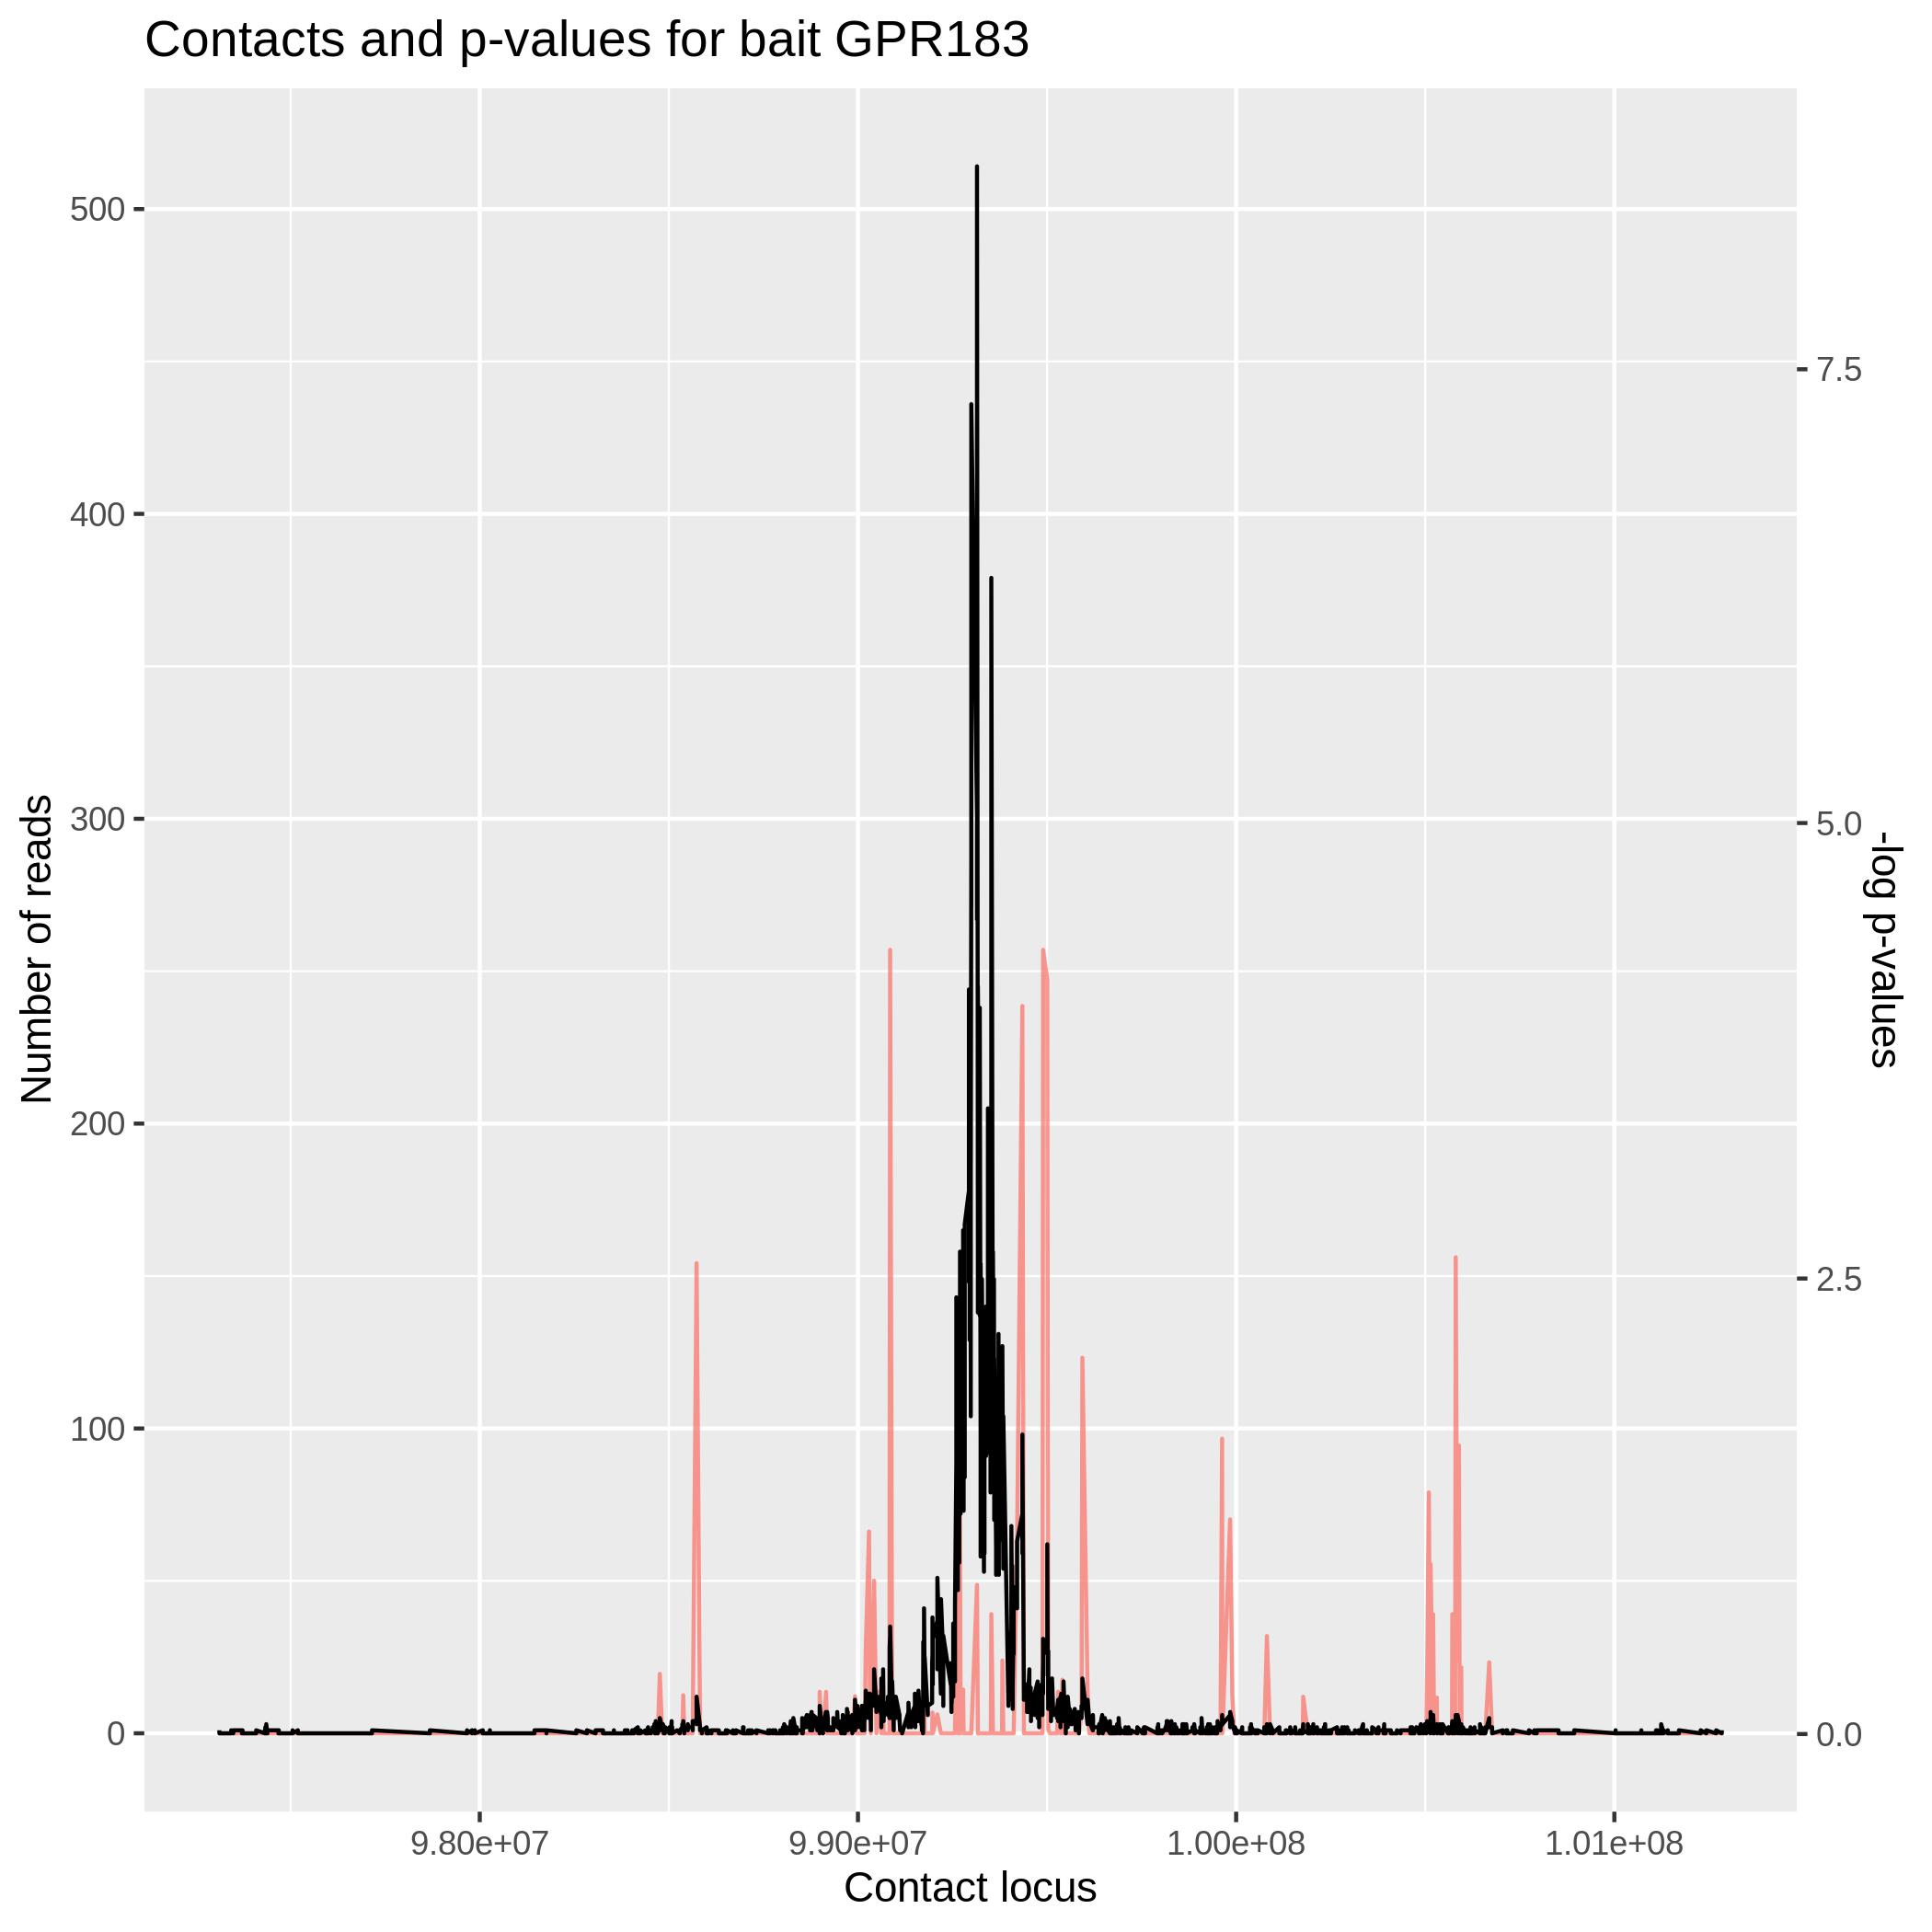 Contacts and p-values for bait GPR183
Number of reads
500
400
300
200
100
0
7.5
5.0
2.5
0.0
-log p-values
9.80e+07
9.90e+07
1.00e+08
1.01e+08
Contact locus